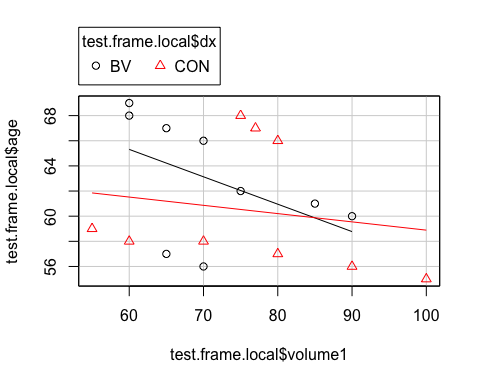 test.frame.local$dx
BV CON
test.frame.local$age
68
64
60
56
60 70 80 90 100
test.frame.local$volume1